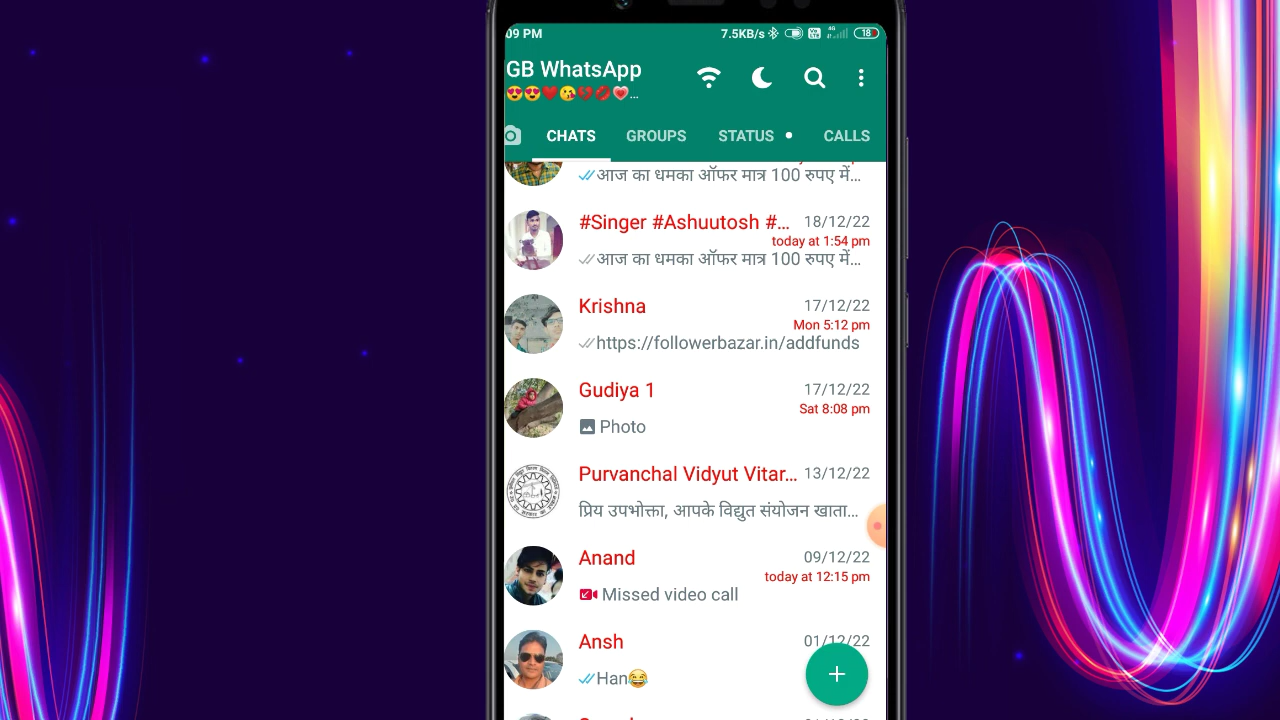 09 PM 7.5KB/s 4G 18
GB WhatsApp
😍😍❤️😘💔💋💗...
CHATS GROUPS STATUS CALLS
आज का धमका ऑफर मात्र 100 रुपए में...
#Singer #Ashuutosh #... 18/12/22
today at 1:54 pm
आज का धमका ऑफर मात्र 100 रुपए में...
Krishna 17/12/22
Mon 5:12 pm
https://followerbazar.in/addfunds
Gudiya 1 17/12/22
Sat 8:08 pm
Photo
Purvanchal Vidyut Vitar... 13/12/22
प्रिय उपभोक्ता, आपके विद्युत संयोजन खाता...
Anand 09/12/22
today at 12:15 pm
Missed video call
Ansh 01/12/22
Han😂